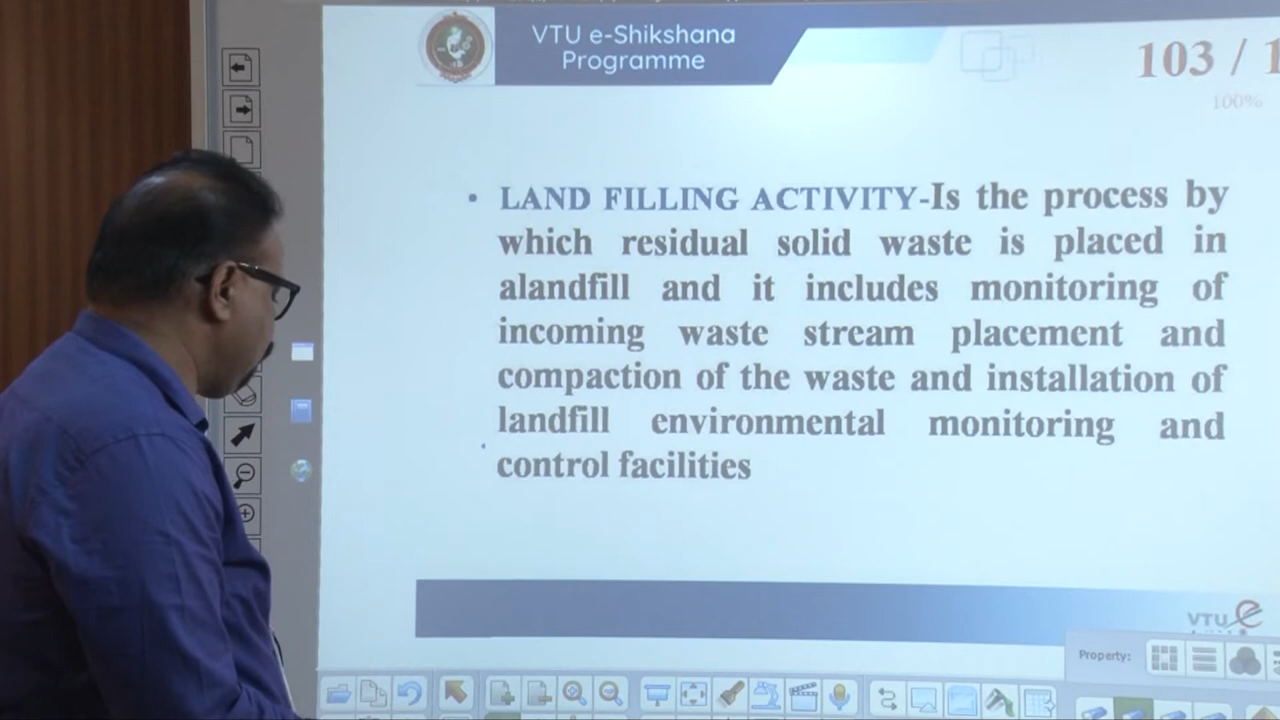 VTU e-Shikshana
Programme
103 / 1
100%
• LAND FILLING ACTIVITY-Is the process by
which residual solid waste is placed in
alandfill and it includes monitoring of
incoming waste stream placement and
compaction of the waste and installation of
landfill environmental monitoring and
control facilities
VTU e
Property: